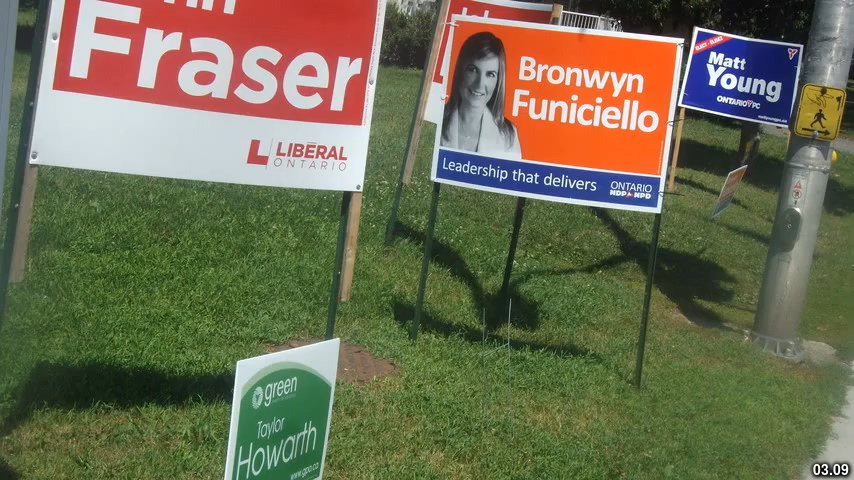 Fraser
LIBÉRAL
ONTARIO
Bronwyn
Funiciello
Leadership that delivers
ONTARIO
NDP NPD
Matt
Young
ONTARIO PC
green
Taylor
Howarth
www.gpo.ca
03.09